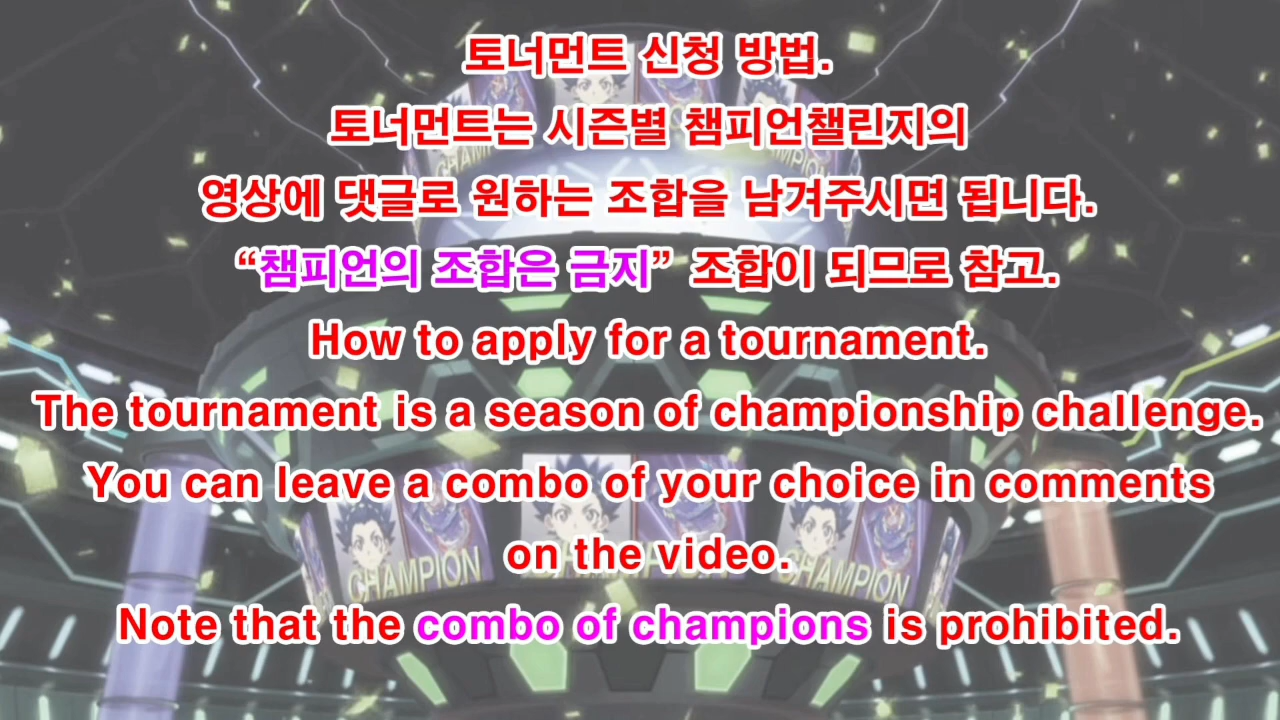 토너먼트 신청 방법.
토너먼트는 시즌별 챔피언챌린지의
영상에 댓글로 원하는 조합을 남겨주시면 됩니다.
“챔피언의 조합은 금지” 조합이 되므로 참고.
How to apply for a tournament.
The tournament is a season of championship challenge.
You can leave a combo of your choice in comments
on the video.
Note that the combo of champions is prohibited.
CHAMPION
CHAMPION
CHAMPION